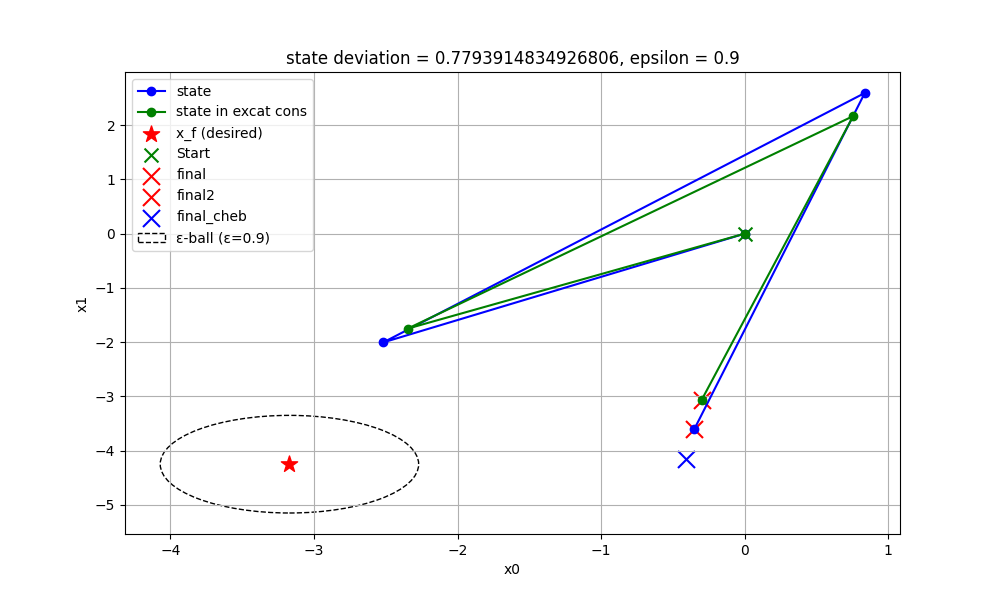 state deviation = 0.7793914834926806, epsilon = 0.9
state
state in excat cons
x_f (desired)
Start
final
final2
final_cheb
ε-ball (ε=0.9)
2
1
0
−1
−2
−3
−4
−5
x1
−4
−3
−2
−1
0
1
x0